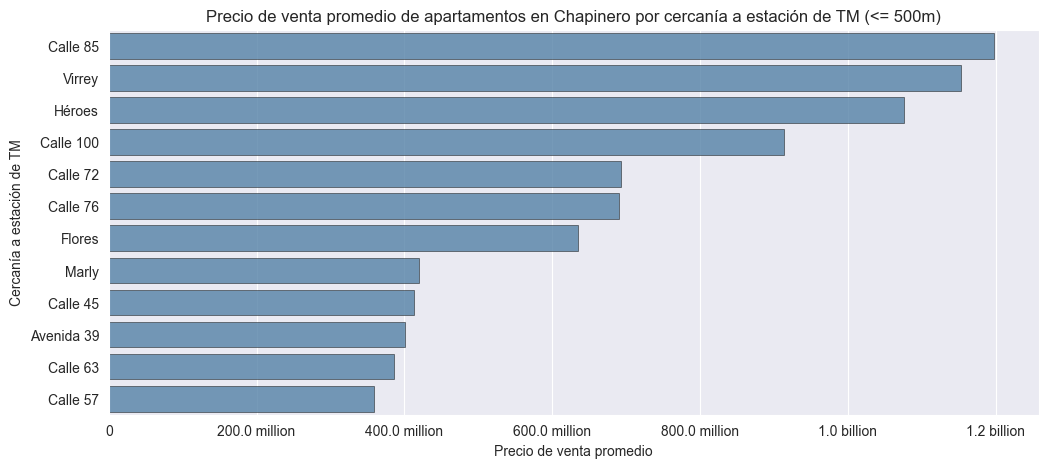 Precio de venta promedio de apartamentos en Chapinero por cercanía a estación de TM (<= 500m)
Cercanía a estación de TM
Calle 85
Virrey
Héroes
Calle 100
Calle 72
Calle 76
Flores
Marly
Calle 45
Avenida 39
Calle 63
Calle 57
0 200.0 million 400.0 million 600.0 million 800.0 million 1.0 billion 1.2 billion
Precio de venta promedio